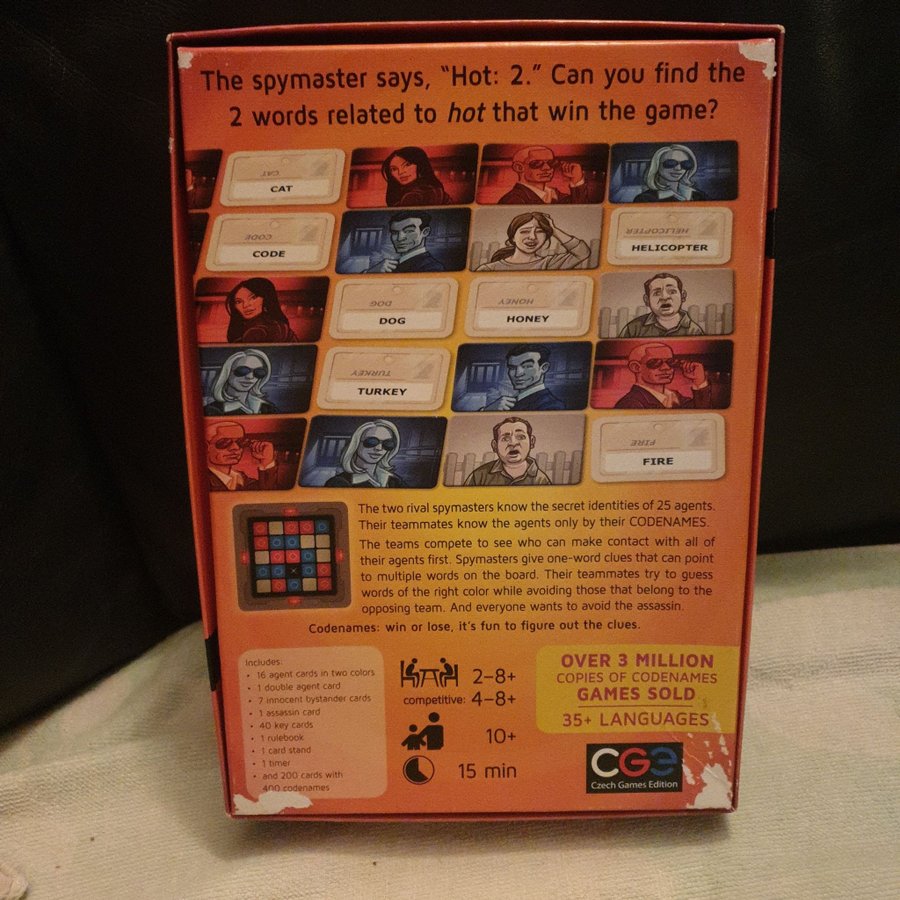 The spymaster says, "Hot: 2." Can you find the
2 words related to hot that win the game?
CAT
CAT
CODE
CODE
HELICOPTER
HELICOPTER
DOG
DOG
HONEY
HONEY
TURKEY
TURKEY
FIRE
FIRE
The two rival spymasters know the secret identities of 25 agents.
Their teammates know the agents only by their CODENAMES.
The teams compete to see who can make contact with all of
their agents first. Spymasters give one-word clues that can point
to multiple words on the board. Their teammates try to guess
words of the right color while avoiding those that belong to the
opposing team. And everyone wants to avoid the assassin.
Codenames: win or lose, it's fun to figure out the clues.
Includes:
• 16 agent cards in two colors
• 1 double agent card
• 7 innocent bystander cards
• 1 assassin card
• 40 key cards
• 1 rulebook
• 1 card stand
• 1 timer
• and 200 cards with
400 codenames
2-8+
competitive: 4-8+
10+
15 min
OVER 3 MILLION
COPIES OF CODENAMES
GAMES SOLD
35+ LANGUAGES
CGE
Czech Games Edition